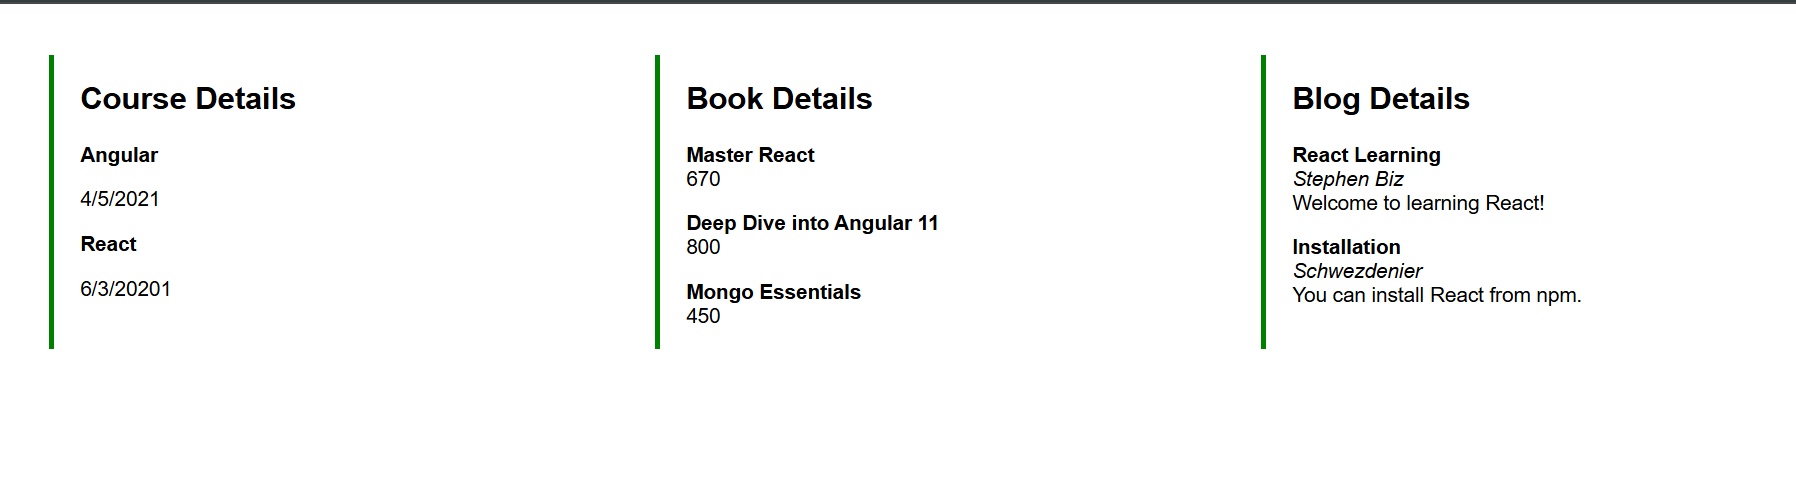 Course Details
Angular
4/5/2021
React
6/3/20201
Book Details
Master React
670
Deep Dive into Angular 11
800
Mongo Essentials
450
Blog Details
React Learning
Stephen Biz
Welcome to learning React!
Installation
Schwezdenier
You can install React from npm.